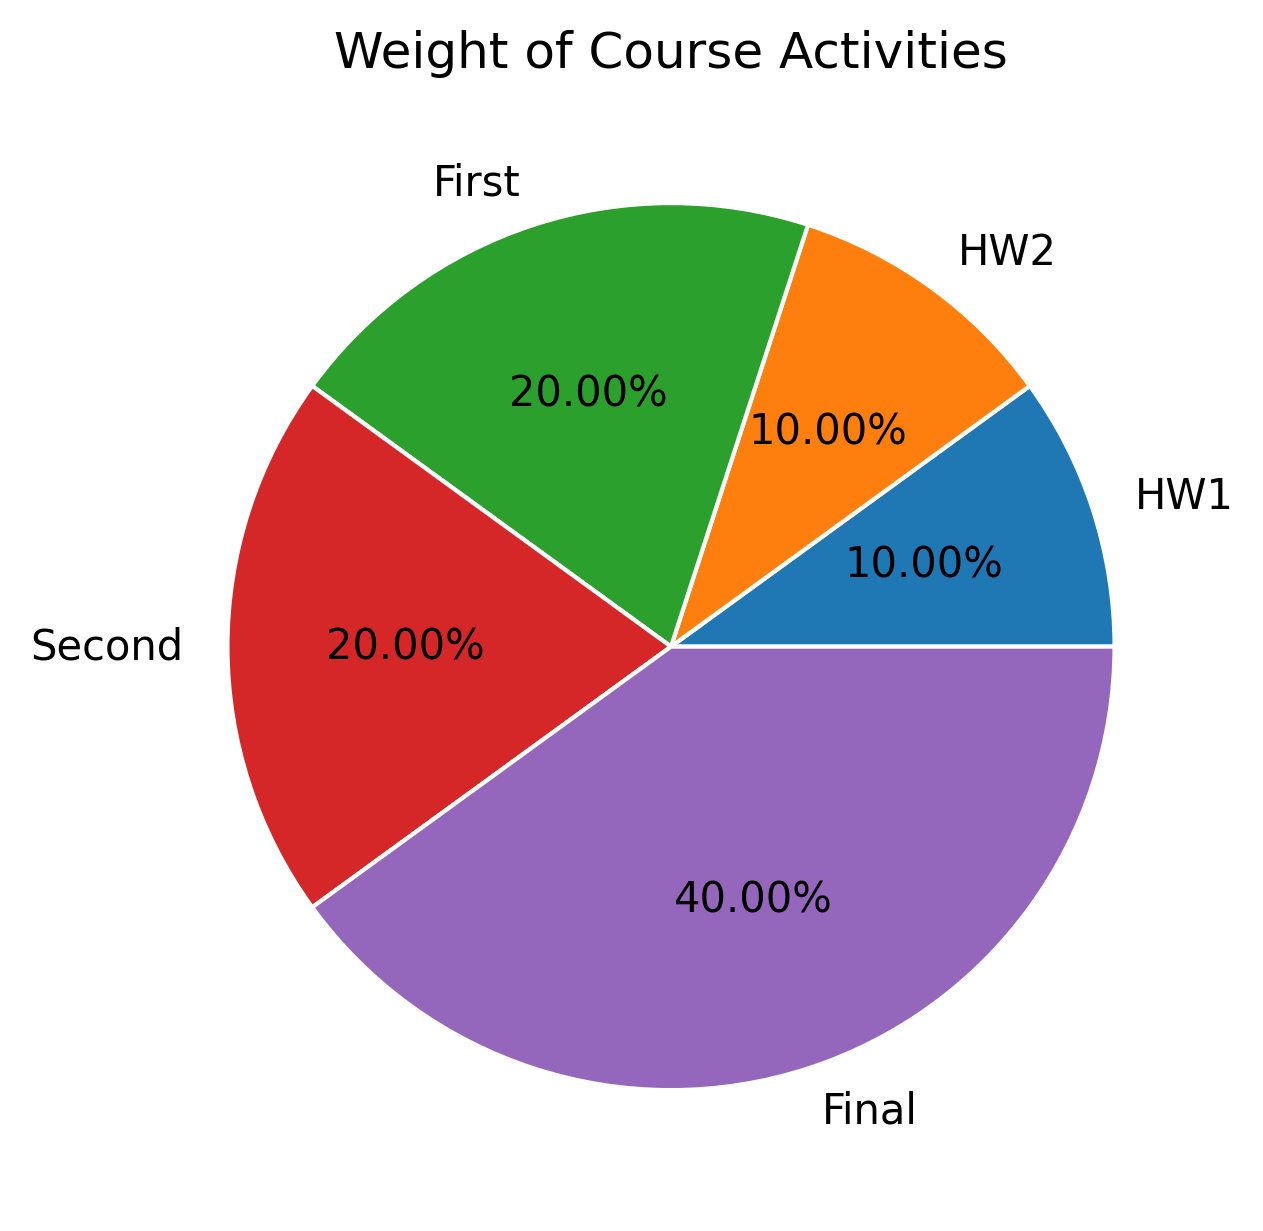 Weight of Course Activities
First
HW2
20.00%
10.00%
HW1
10.00%
Second
20.00%
40.00%
Final